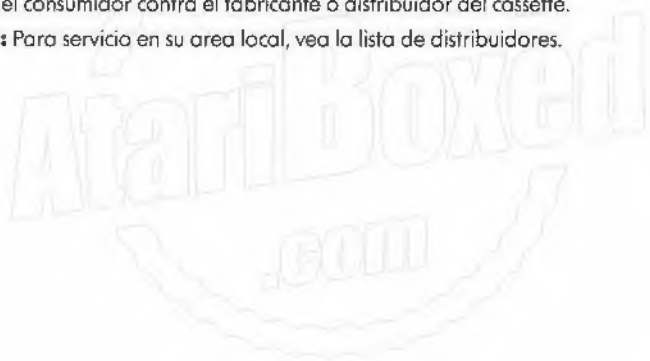 el consumidor contra el fabricante o distribuidor del cassette.
: Para servicio en su area local, vea la lista de distribuidores.
AtariBoxed
.com